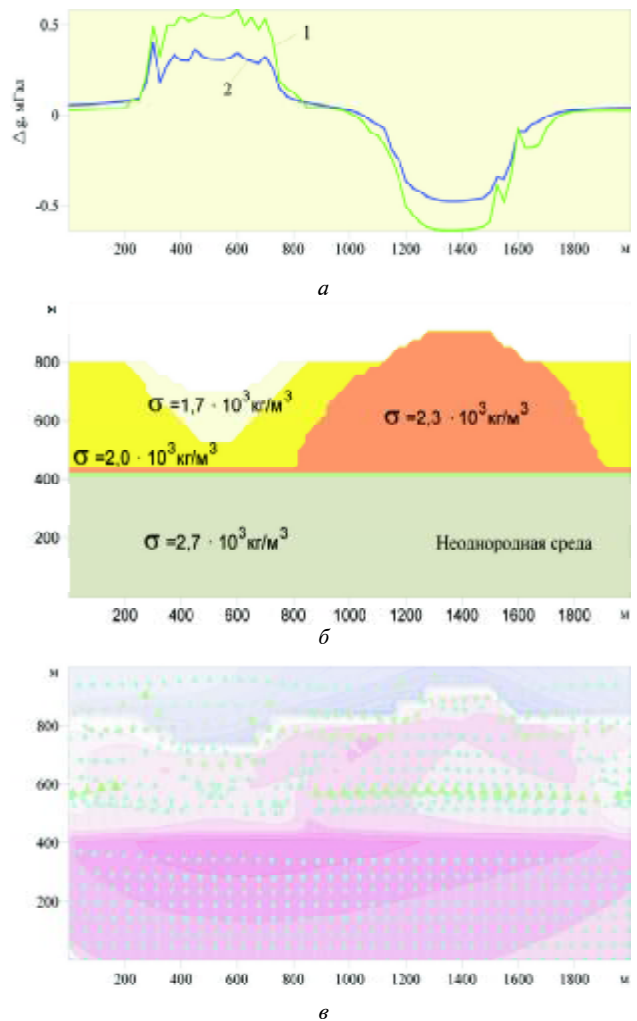 0.5
0
-0.5
Δ g, мГал
1
2
200 400 600 800 1000 1200 1400 1600 1800 м
а
м
800
600
400
200
σ =1,7 · 10³кг/м³
σ =2,3 · 10³кг/м³
σ =2,0 · 10³кг/м³
σ =2,7 · 10³кг/м³
Неоднородная среда
200 400 600 800 1000 1200 1400 1600 1800
б
м
800
600
400
200
200 400 600 800 1000 1200 1400 1600 1800 м
в